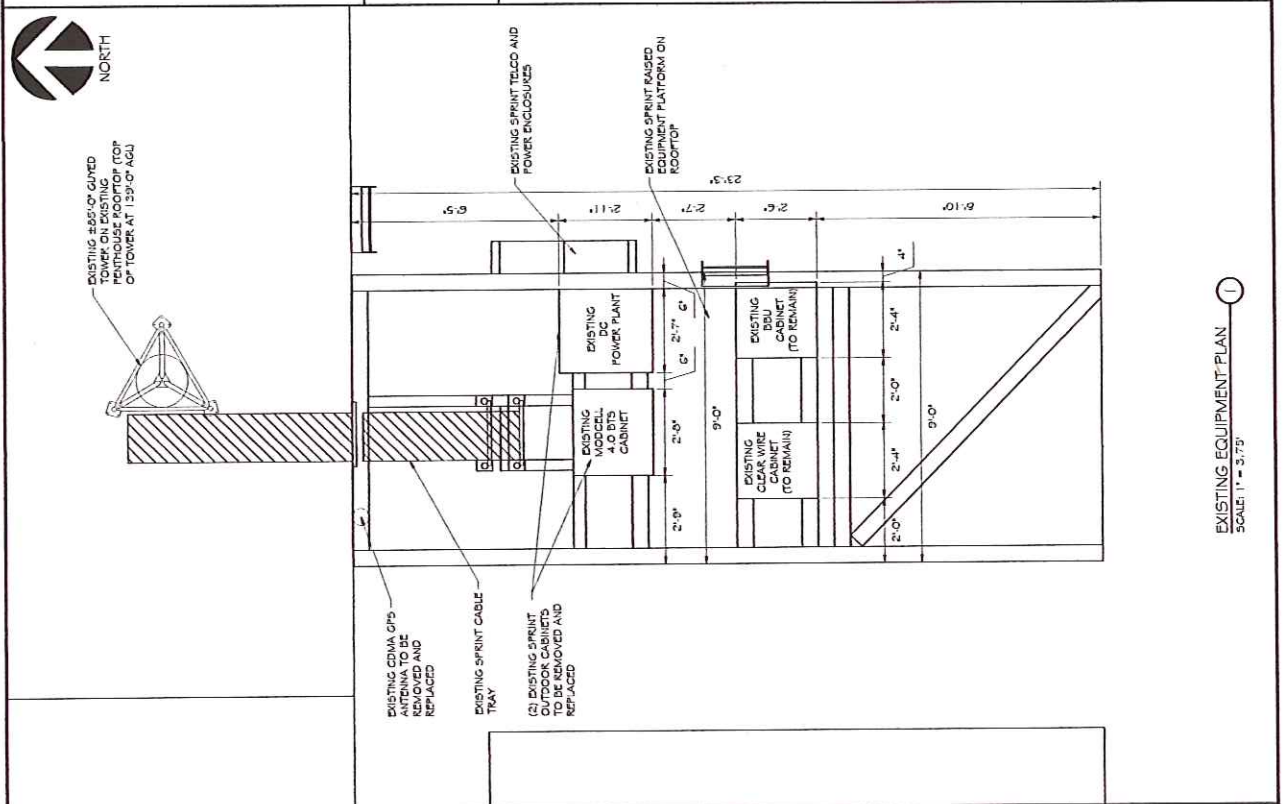 NORTH
EXISTING ±85'-0" GUYED
TOWER ON EXISTING
PENTHOUSE ROOFTOP (TOP
OF TOWER AT 139'-0" AGL)
EXISTING SPRINT TELCO AND
POWER ENCLOSURES
EXISTING SPRINT RAISED
EQUIPMENT PLATFORM ON
ROOFTOP
EXISTING CDMA GPS
ANTENNA TO BE
REMOVED AND
REPLACED
EXISTING SPRINT CABLE
TRAY
(2) EXISTING SPRINT
OUTDOOR CABINETS
TO BE REMOVED AND
REPLACED
EXISTING
MODCELL
4.0 BTS
CABINET
EXISTING
DC
POWER PLANT
EXISTING
CLEAR WIRE
CABINET
(TO REMAIN)
EXISTING
BBU
CABINET
(TO REMAIN)
23'-3"
6'-5"
2'-11"
2'-7"
2'-6"
8'-10"
2'-9"
2'-8"
6"
2'-7"
6"
9'-0"
2'-0"
2'-4"
2'-0"
2'-4"
4"
9'-0"
EXISTING EQUIPMENT PLAN
1
SCALE: 1" = 3.75'